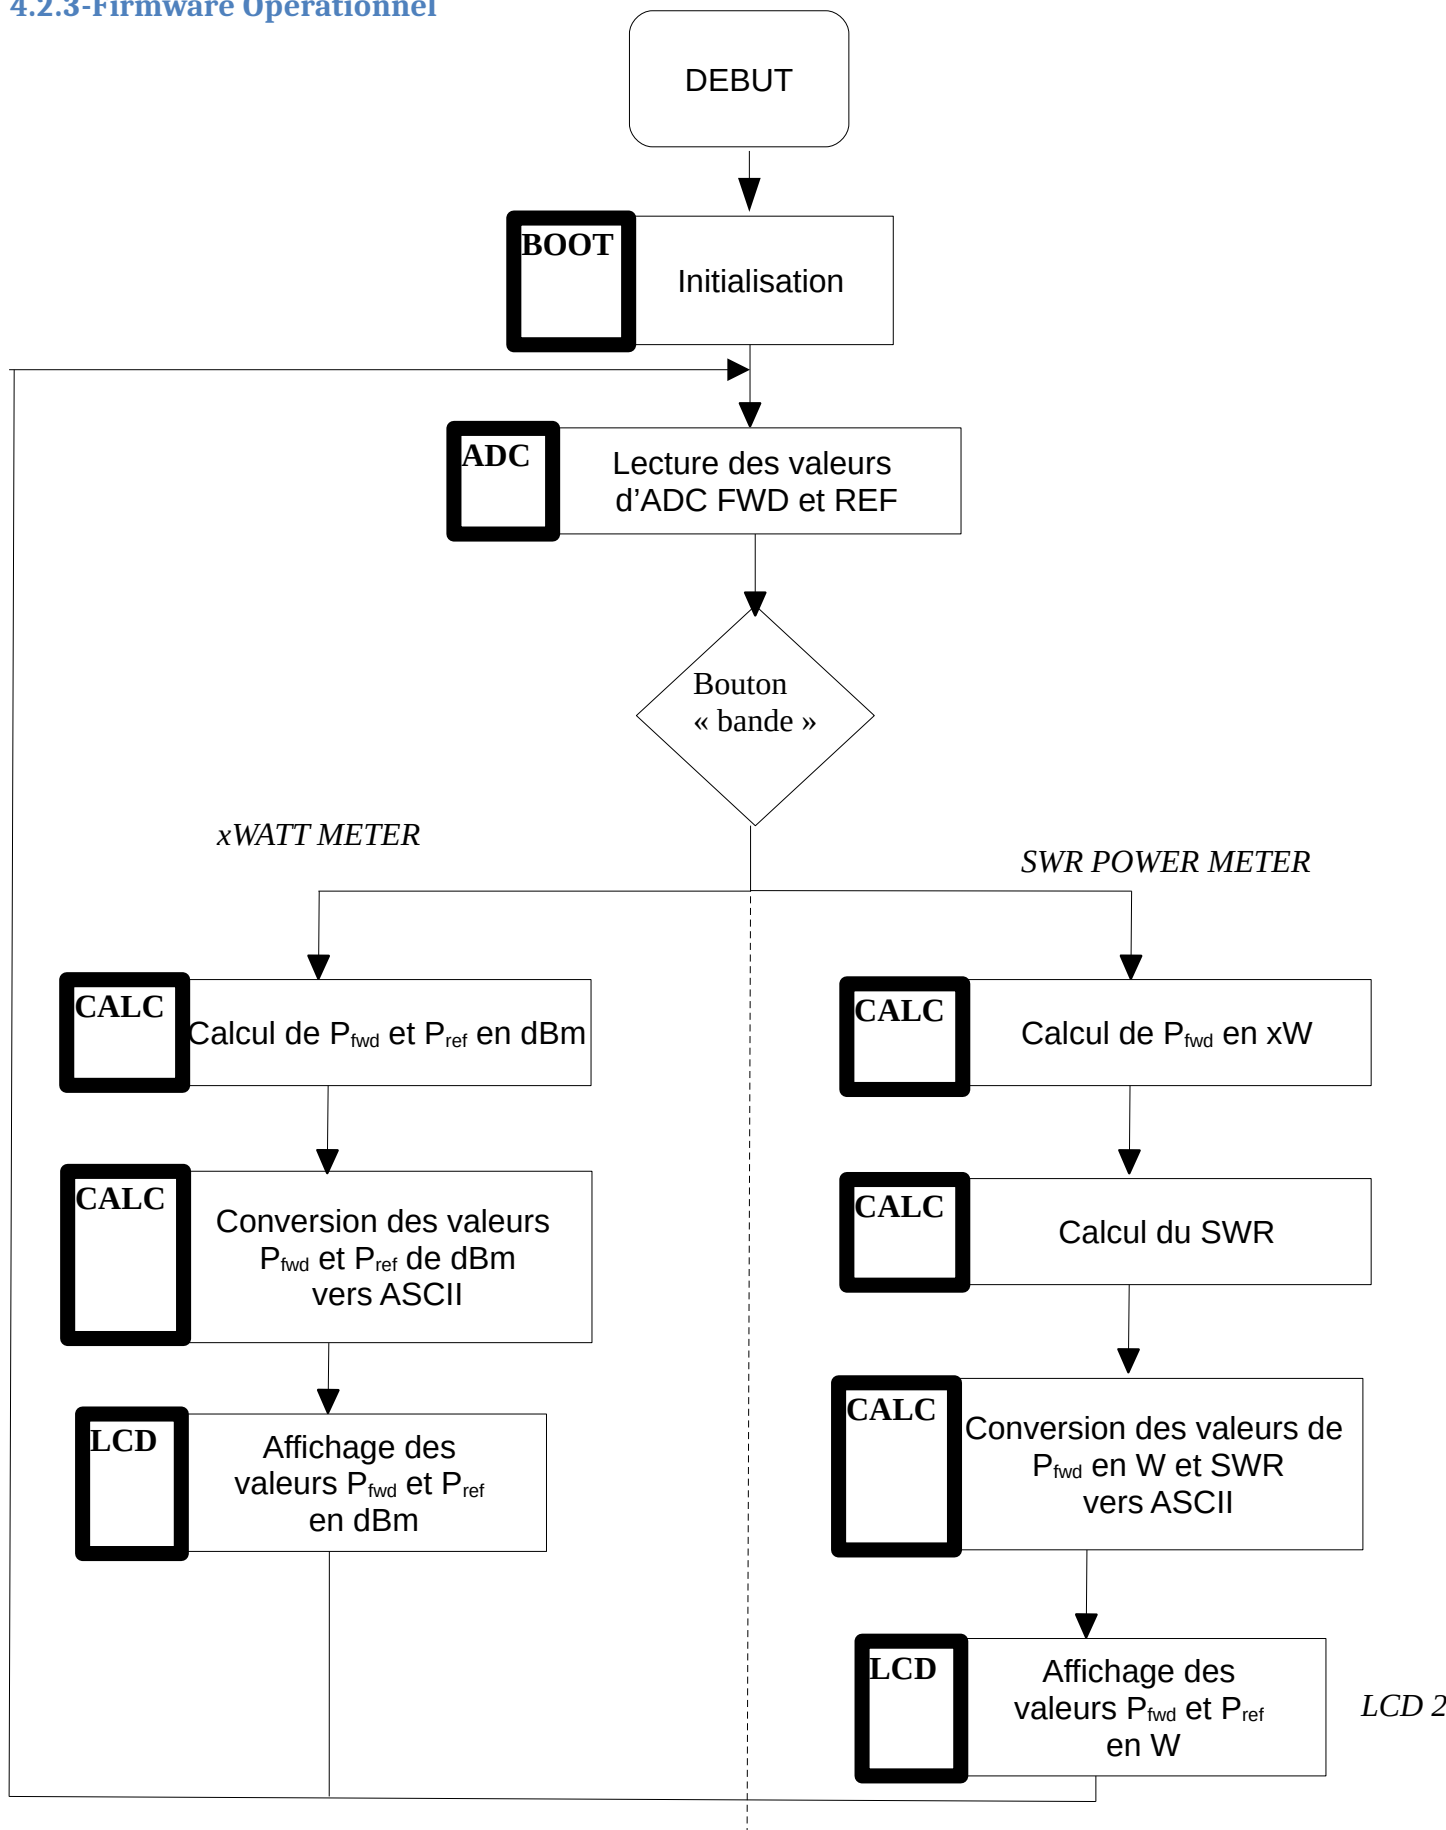 4.2.3-Firmware Operationnel
DEBUT
BOOT
Initialisation
ADC
Lecture des valeurs
d’ADC FWD et REF
Bouton
« bande »
xWATT METER
SWR POWER METER
CALC
Calcul de Pfwd et Pref en dBm
CALC
Calcul de Pfwd en xW
CALC
Conversion des valeurs
Pfwd et Pref de dBm
vers ASCII
CALC
Calcul du SWR
LCD
Affichage des
valeurs Pfwd et Pref
en dBm
CALC
Conversion des valeurs de
Pfwd en W et SWR
vers ASCII
LCD
Affichage des
valeurs Pfwd et Pref
en W
LCD 2